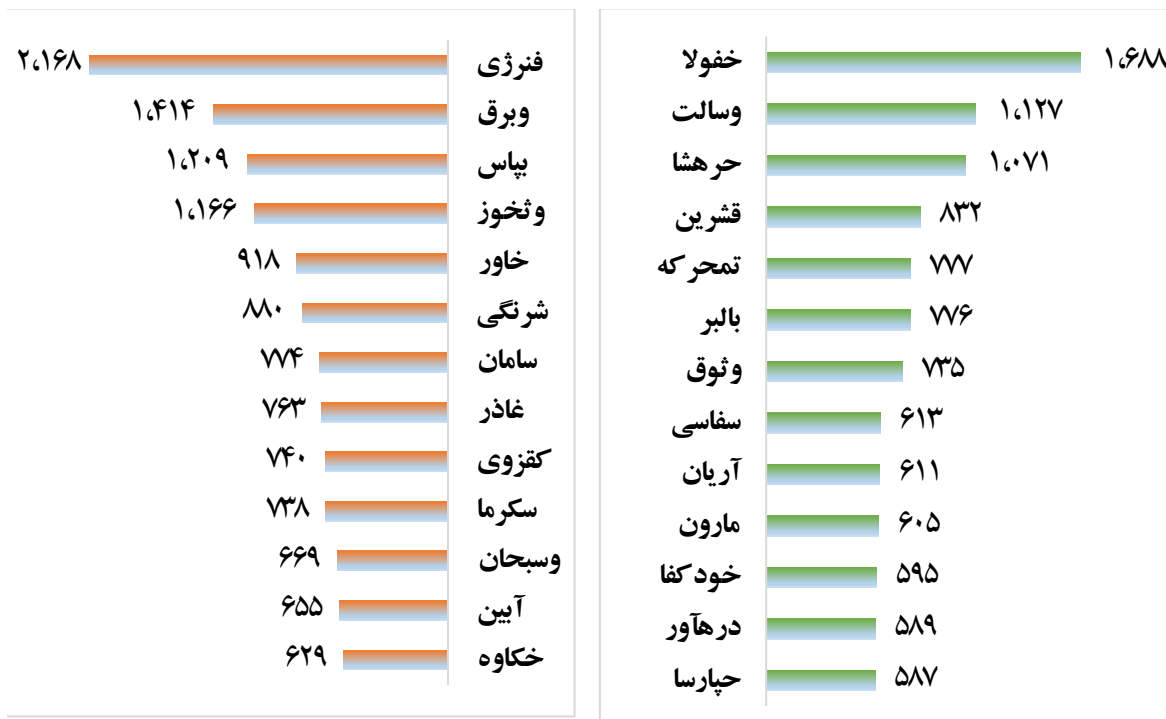 خفولا ۱،۶۸۸
وسالت ۱،۱۲۷
حرهشا ۱،۰۷۱
قشرین ۸۳۲
تمحرکه ۷۷۷
بالبر ۷۷۶
وثوق ۷۳۵
سفاسی ۶۱۳
آریان ۶۱۱
مارون ۶۰۵
خودکفا ۵۹۵
درهآور ۵۸۹
حپارسا ۵۸۷
فنرژی ۲،۱۶۸
وبرق ۱،۴۱۴
بپاس ۱،۲۰۹
وثخوز ۱،۱۶۶
خاور ۹۱۸
شرنگی ۸۸۰
سامان ۷۷۴
غاذر ۷۶۳
کقزوی ۷۴۰
سکرما ۷۳۸
وسبحان ۶۶۹
آبین ۶۵۵
خکاوه ۶۲۹